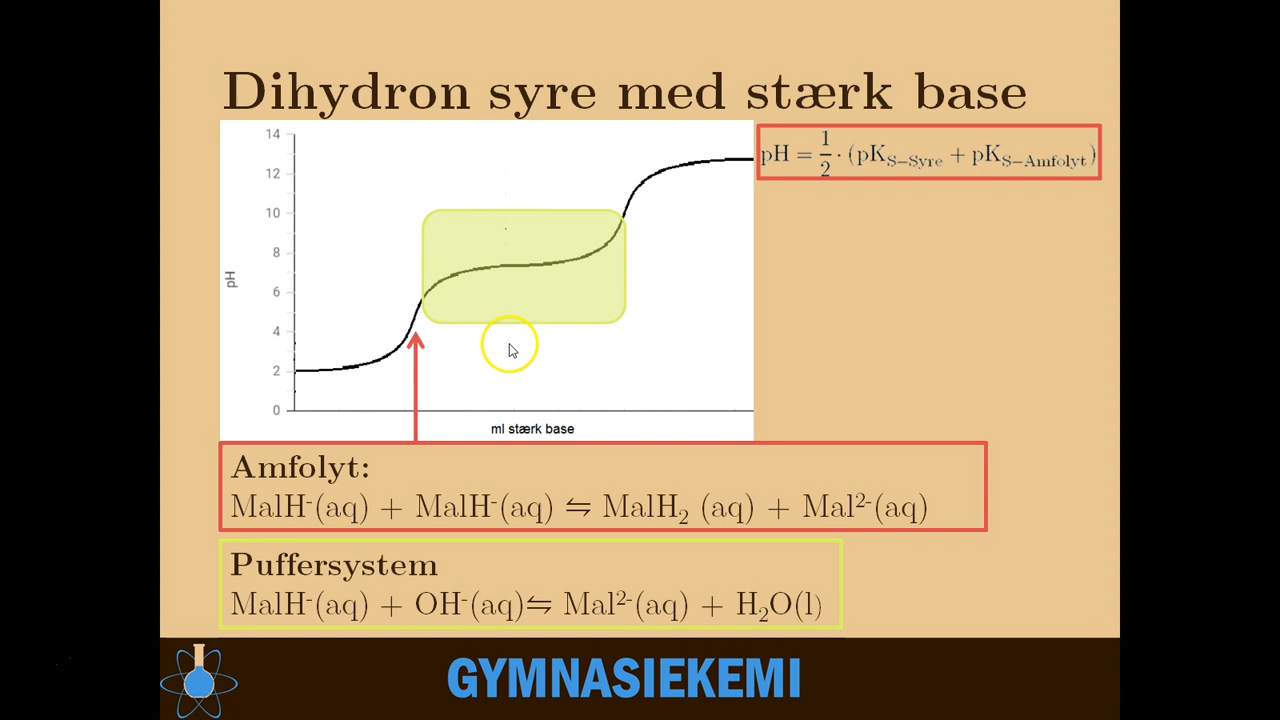 Dihydron syre med stærk base
pH = 1/2 · (pK_S−Syre + pK_S−Amfolyt)
14
12
10
8
6
4
2
0
pH
ml stærk base
Amfolyt:
MalH⁻(aq) + MalH⁻(aq) ⇋ MalH₂ (aq) + Mal²⁻(aq)
Puffersystem
MalH⁻(aq) + OH⁻(aq)⇋ Mal²⁻(aq) + H₂O(l)
GYMNASIEKEMI